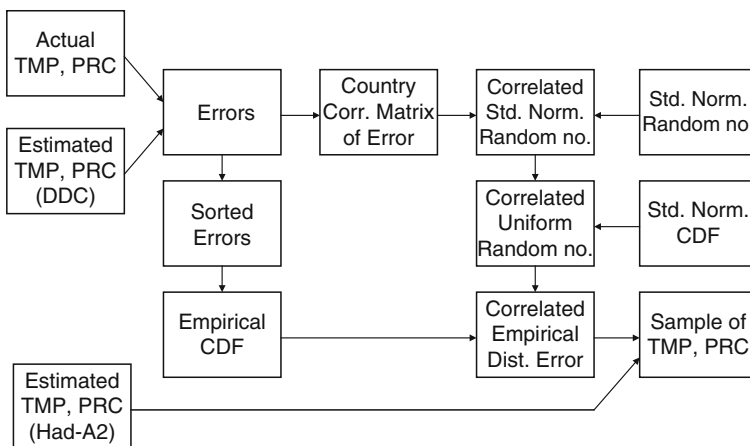 Actual
TMP, PRC
Errors
Country
Corr. Matrix
of Error
Correlated
Std. Norm.
Random no.
Std. Norm.
Random no.
Estimated
TMP, PRC
(DDC)
Sorted
Errors
Correlated
Uniform
Random no.
Std. Norm.
CDF
Empirical
CDF
Correlated
Empirical
Dist. Error
Sample of
TMP, PRC
Estimated
TMP, PRC
(Had-A2)